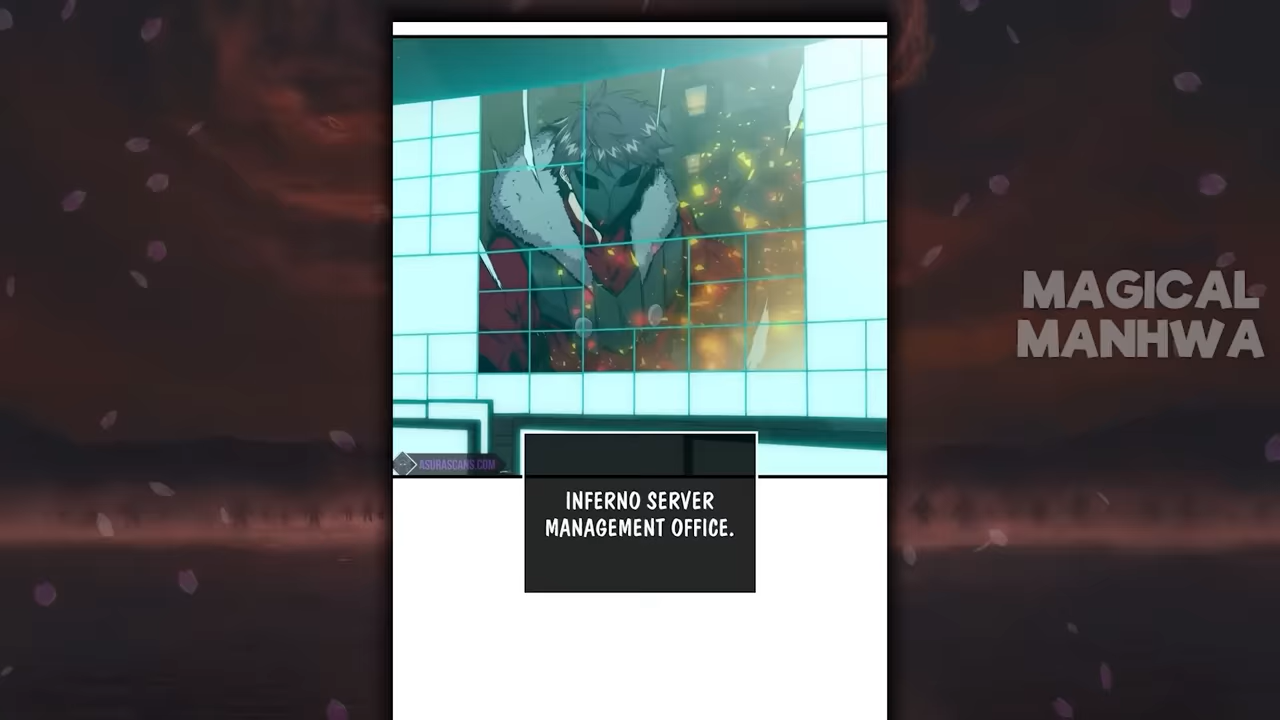 MAGICAL
MANHWA
ASURASCANS.COM
INFERNO SERVER
MANAGEMENT OFFICE.